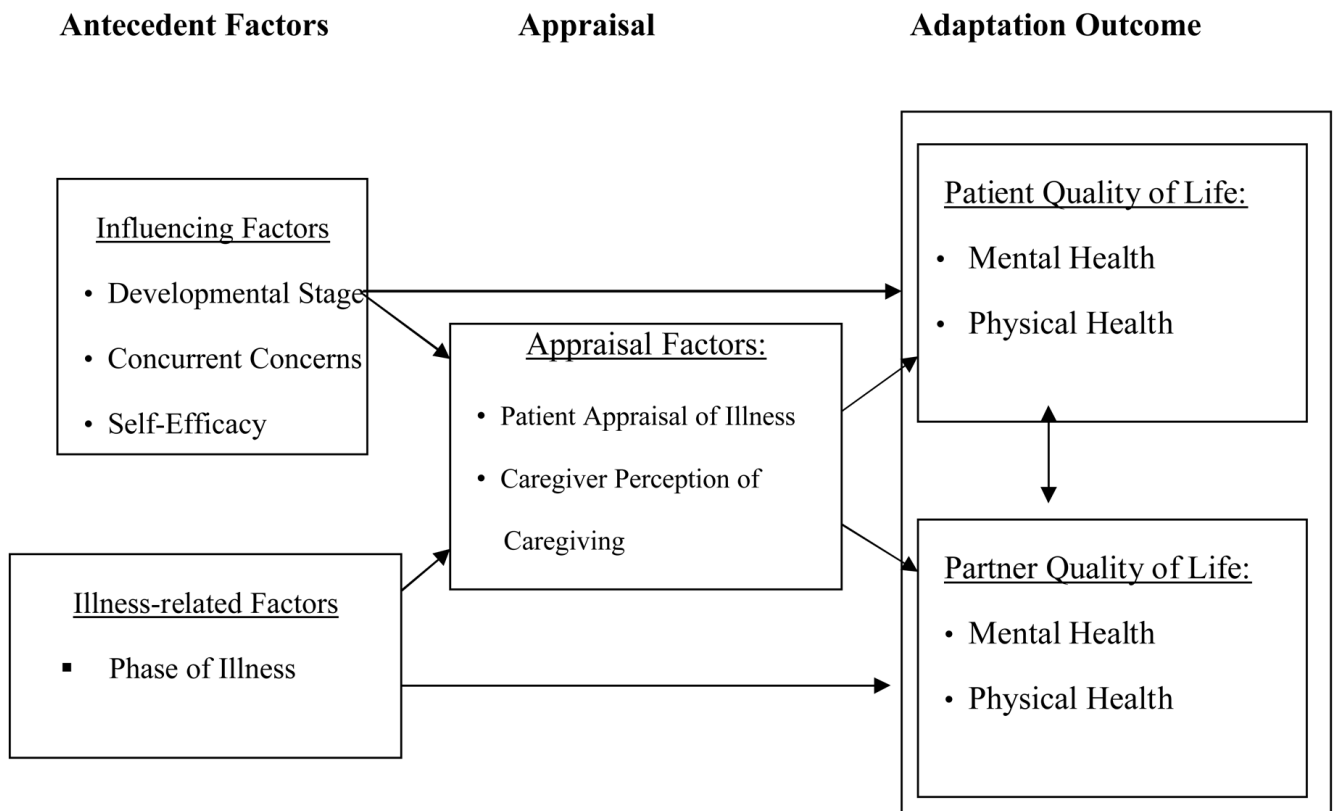 Antecedent Factors
Appraisal
Adaptation Outcome
Influencing Factors
• Developmental Stage
• Concurrent Concerns
• Self-Efficacy
Illness-related Factors
▪ Phase of Illness
Appraisal Factors:
• Patient Appraisal of Illness
• Caregiver Perception of
Caregiving
Patient Quality of Life:
• Mental Health
• Physical Health
Partner Quality of Life:
• Mental Health
• Physical Health